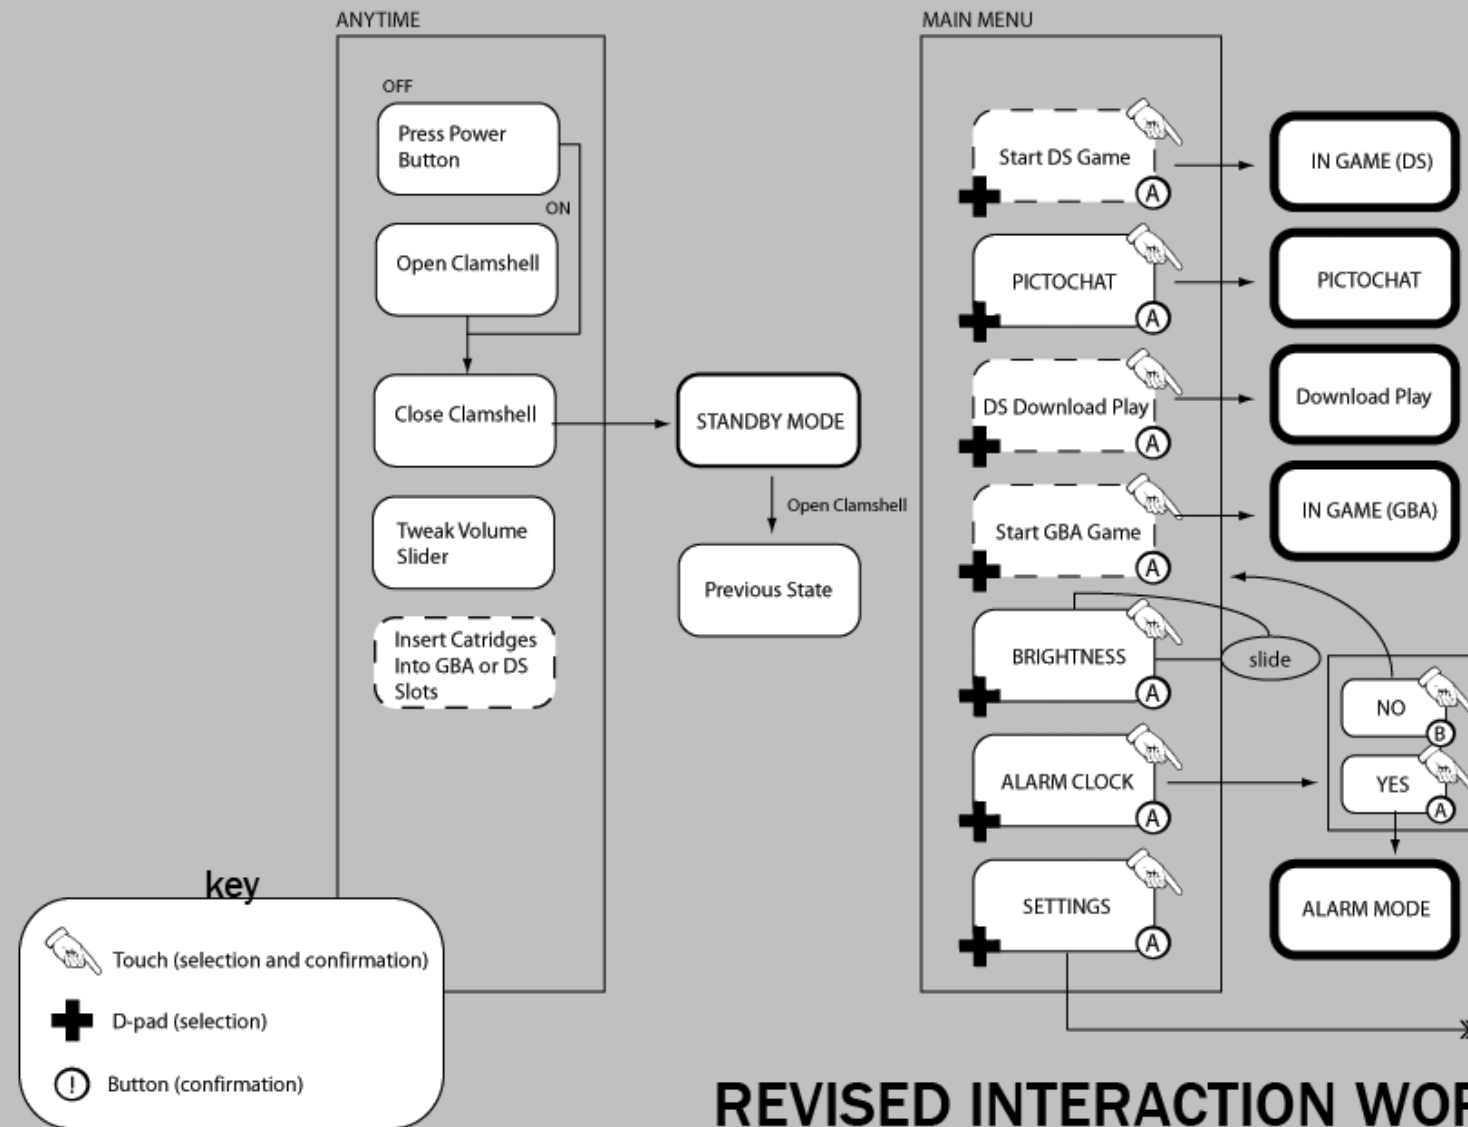 ANYTIME
OFF
Press Power
Button
ON
Open Clamshell
Close Clamshell
Tweak Volume
Slider
Insert Catridges
Into GBA or DS
Slots
STANDBY MODE
Open Clamshell
Previous State
MAIN MENU
Start DS Game
A
IN GAME (DS)
PICTOCHAT
A
PICTOCHAT
DS Download Play
A
Download Play
Start GBA Game
A
IN GAME (GBA)
BRIGHTNESS
A
slide
ALARM CLOCK
A
NO
B
YES
A
ALARM MODE
SETTINGS
A
key
Touch (selection and confirmation)
D-pad (selection)
! Button (confirmation)
REVISED INTERACTION